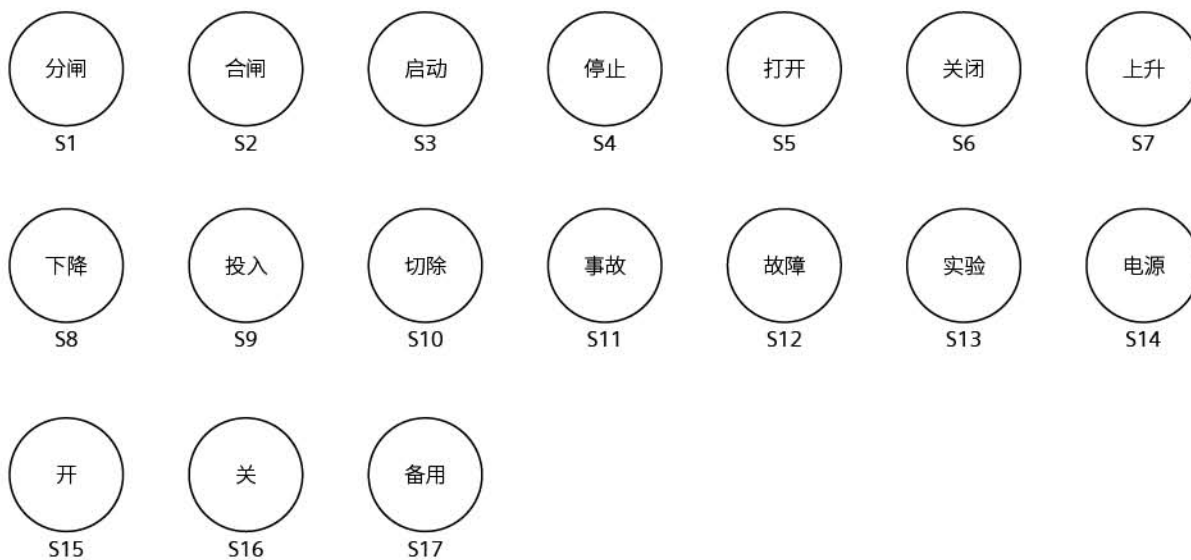 分闸 合闸 启动 停止 打开 关闭 上升
S1 S2 S3 S4 S5 S6 S7
下降 投入 切除 事故 故障 实验 电源
S8 S9 S10 S11 S12 S13 S14
开 关 备用
S15 S16 S17